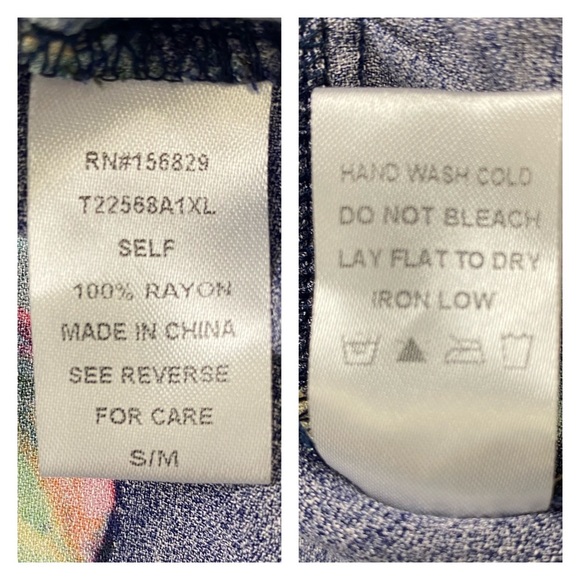 RN#156829
T22568A1XL
SELF
100% RAYON
MADE IN CHINA
SEE REVERSE
FOR CARE
S/M
HAND WASH COLD
DO NOT BLEACH
LAY FLAT TO DRY
IRON LOW